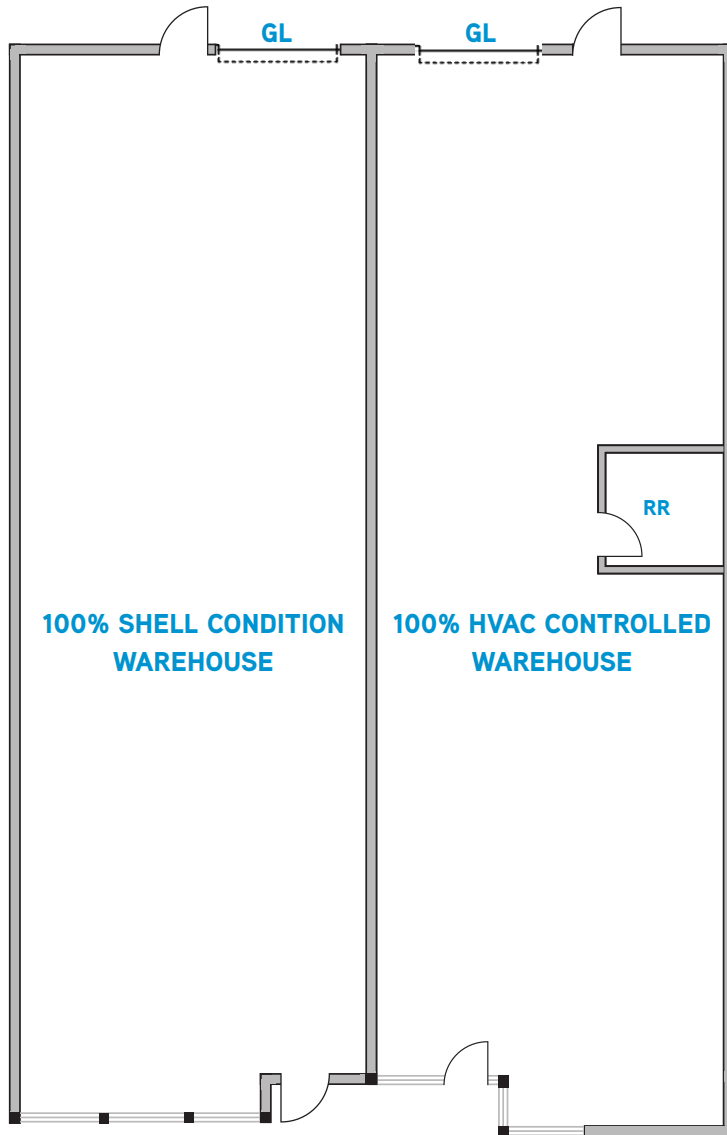 GL
GL
RR
100% SHELL CONDITION
WAREHOUSE
100% HVAC CONTROLLED
WAREHOUSE